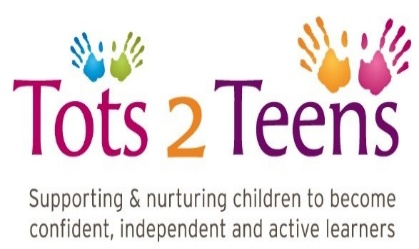 Tots 2 Teens
Supporting & nurturing children to become
confident, independent and active learners